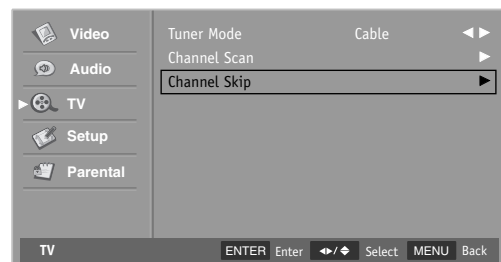 Video
Audio
TV
Setup
Parental
Tuner Mode Cable
Channel Scan
Channel Skip
TV ENTER Enter / Select MENU Back